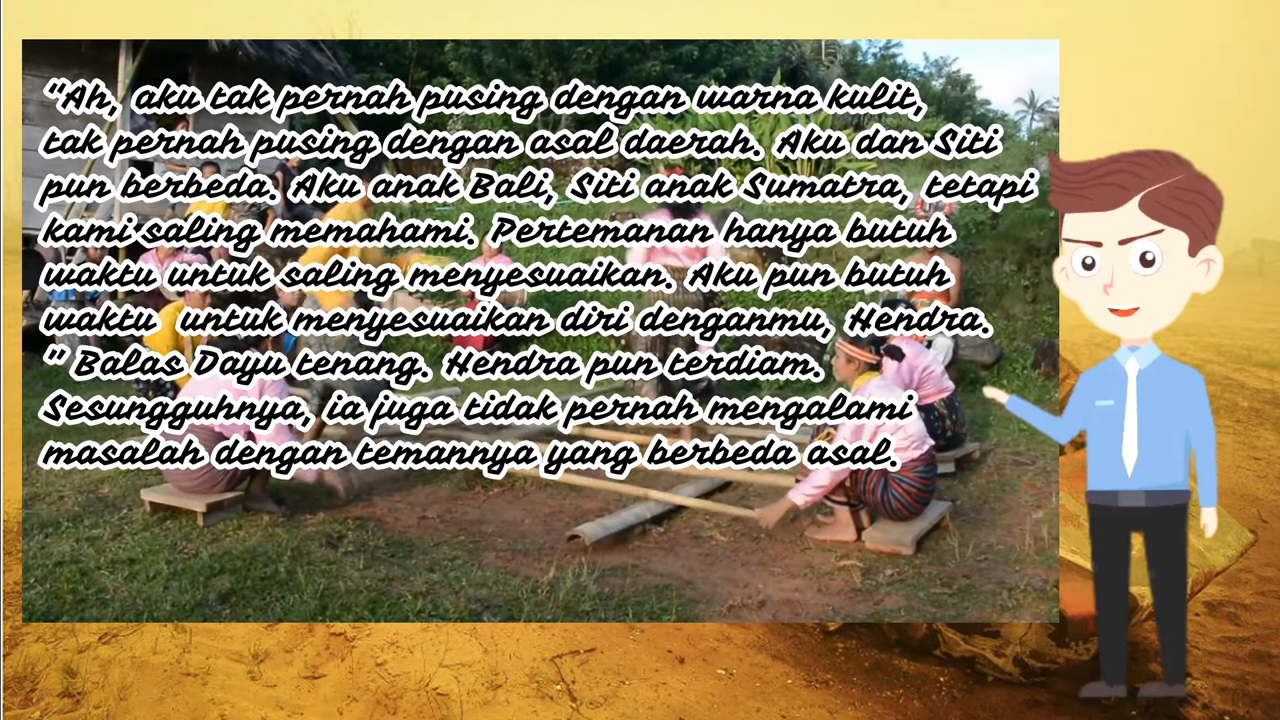 "Ah, aku tak pernah pusing dengan warna kulit,
tak pernah pusing dengan asal daerah. Aku dan Siti
pun berbeda. Aku anak Bali, Siti anak Sumatra, tetapi
kami saling memahami. Pertemanan hanya butuh
waktu untuk saling menyesuaikan. Aku pun butuh
waktu untuk menyesuaikan diri denganmu, Hendra.
" Balas Dayu tenang. Hendra pun terdiam.
Sesungguhnya, ia juga tidak pernah mengalami
masalah dengan temannya yang berbeda asal.